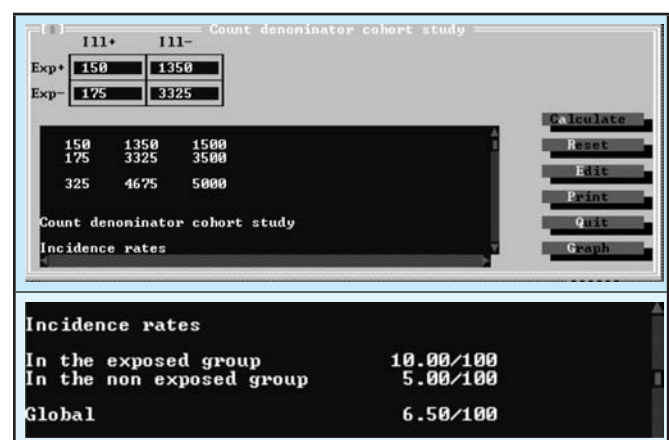 Count denominator cohort study
Ill+ Ill-
Exp+ 150 1350
Exp- 175 3325
150 1350 1500
175 3325 3500
325 4675 5000
Count denominator cohort study
Incidence rates
Calculate
Reset
Edit
Print
Quit
Graph
Incidence rates
In the exposed group 10.00/100
In the non exposed group 5.00/100
Global 6.50/100